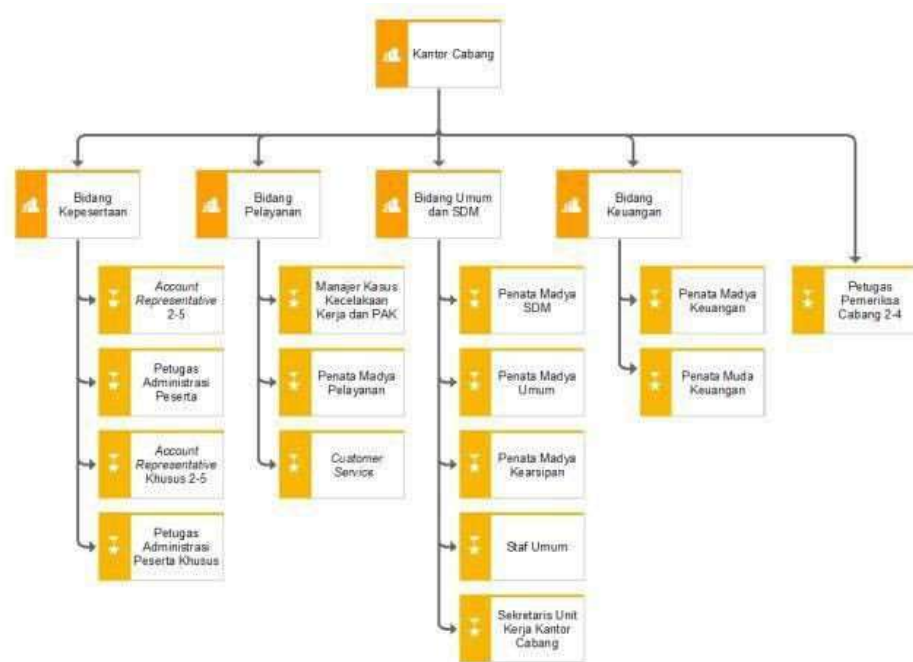 Kantor Cabang
Bidang
Kepesertaan
Bidang
Pelayanan
Bidang Umum
dan SDM
Bidang
Keuangan
Account
Representative
2-5
Petugas
Administrasi
Peserta
Account
Representative
Khusus 2-5
Petugas
Administrasi
Peserta Khusus
Manajer Kasus
Kecelakaan
Kerja dan PAK
Penata Madya
Pelayanan
Customer
Service
Penata Madya
SDM
Penata Madya
Umum
Penata Madya
Kearsipan
Staf Umum
Sekretaris Unit
Kerja Kantor
Cabang
Penata Madya
Keuangan
Penata Muda
Keuangan
Petugas
Pemeriksa
Cabang 2-4